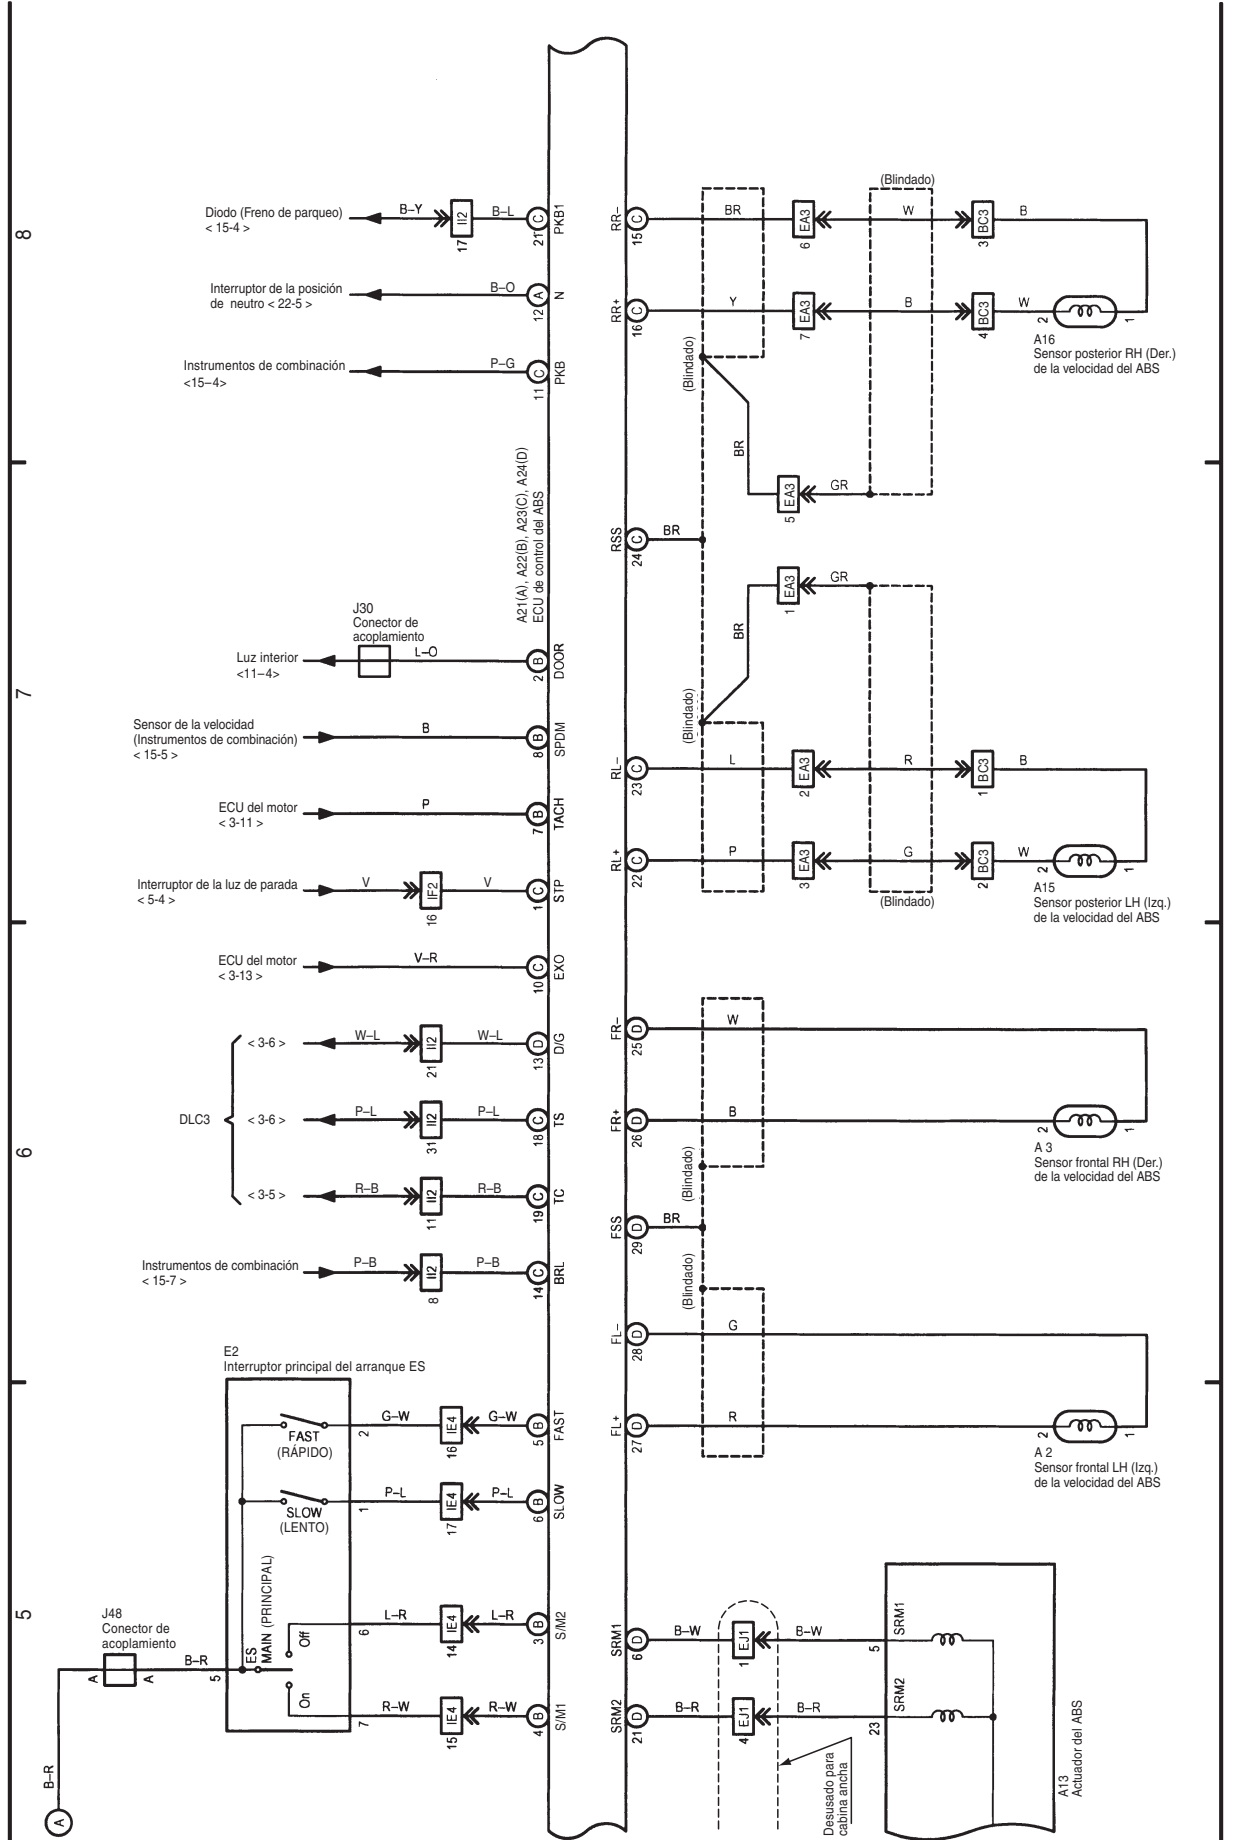 8
7
6
5
Diodo (Freno de parqueo)
< 15-4 >
B–Y
II2
17
B–L
21
C
PKB1
Interruptor de la posición
de neutro < 22-5 >
B–O
12
A
N
Instrumentos de combinación
<15–4>
P–G
11
C
PKB
A21(A), A22(B), A23(C), A24(D)
ECU de control del ABS
J30
Conector de
acoplamiento
Luz interior
<11–4>
L–O
2
B
DOOR
Sensor de la velocidad
(Instrumentos de combinación)
< 15-5 >
B
8
B
SPDM
ECU del motor
< 3-11 >
P
7
B
TACH
Interruptor de la luz de parada
< 5-4 >
V
IF2
16
V
1
C
STP
ECU del motor
< 3-13 >
V–R
10
C
EXO
DLC3
< 3-6 >
W–L
II2
21
W–L
13
D
D/G
< 3-6 >
P–L
II2
31
P–L
18
C
TS
< 3-5 >
R–B
II2
11
R–B
19
C
TC
Instrumentos de combinación
< 15-7 >
P–B
II2
8
P–B
14
C
BRL
E2
Interruptor principal del arranque ES
FAST
(RÁPIDO)
2
G–W
IE4
16
G–W
5
B
FAST
SLOW
(LENTO)
1
P–L
IE4
17
P–L
6
B
SLOW
ES
MAIN (PRINCIPAL)
Off
6
L–R
IE4
14
L–R
3
B
S/M2
On
7
R–W
IE4
15
R–W
4
B
S/M1
J48
Conector de
acoplamiento
A
A
B–R
5
B–R
A
RR–
15
C
BR
EA3
6
(Blindado)
W
BC3
3
B
RR+
16
C
Y
EA3
7
B
BC3
4
W
2
1
A16
Sensor posterior RH (Der.)
de la velocidad del ABS
(Blindado)
BR
EA3
5
GR
RSS
24
C
BR
EA3
1
GR
BR
(Blindado)
RL–
23
C
L
EA3
2
R
BC3
1
B
RL+
22
C
P
EA3
3
G
BC3
2
W
2
1
(Blindado)
A15
Sensor posterior LH (Izq.)
de la velocidad del ABS
FR–
25
D
W
FR+
26
D
B
2
1
A 3
Sensor frontal RH (Der.)
de la velocidad del ABS
(Blindado)
FSS
29
D
BR
(Blindado)
FL–
28
D
G
FL+
27
D
R
2
1
A 2
Sensor frontal LH (Izq.)
de la velocidad del ABS
SRM1
6
D
B–W
EJ1
1
B–W
5
SRM1
SRM2
21
D
B–R
EJ1
4
B–R
23
SRM2
Desusado para
cabina ancha
A13
Actuador del ABS